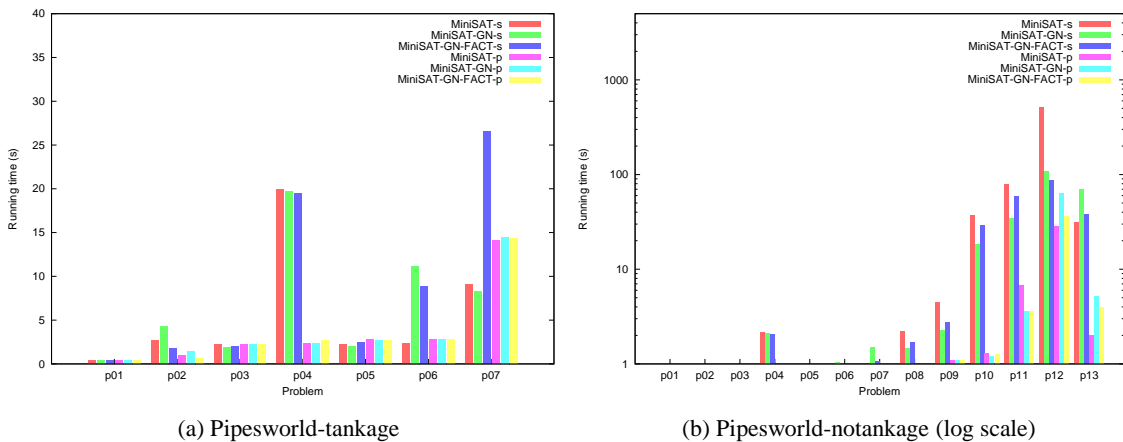 40
35
30
25
20
15
10
5
0
Running time (s)
MiniSAT-s
MiniSAT-GN-s
MiniSAT-GN-FACT-s
MiniSAT-p
MiniSAT-GN-p
MiniSAT-GN-FACT-p
p01 p02 p03 p04 p05 p06 p07
Problem
(a) Pipesworld-tankage
1000
100
10
1
Running time (s)
MiniSAT-s
MiniSAT-GN-s
MiniSAT-GN-FACT-s
MiniSAT-p
MiniSAT-GN-p
MiniSAT-GN-FACT-p
p01 p02 p03 p04 p05 p06 p07 p08 p09 p10 p11 p12 p13
Problem
(b) Pipesworld-notankage (log scale)